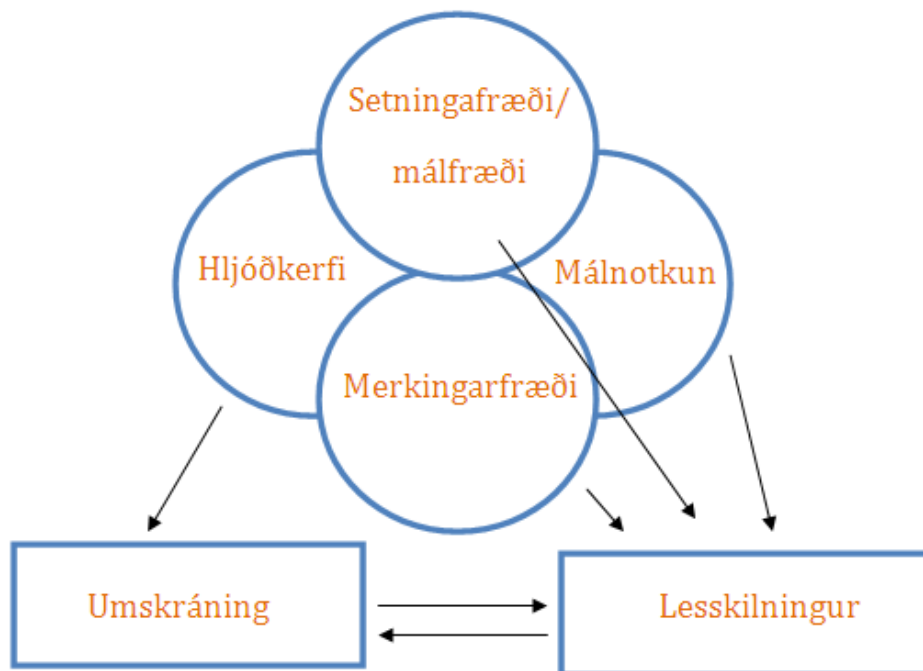 Setningafræði/
málfræði
Hljóðkerfi
Málnotkun
Merkingarfræði
Umskráning
Lesskilningur